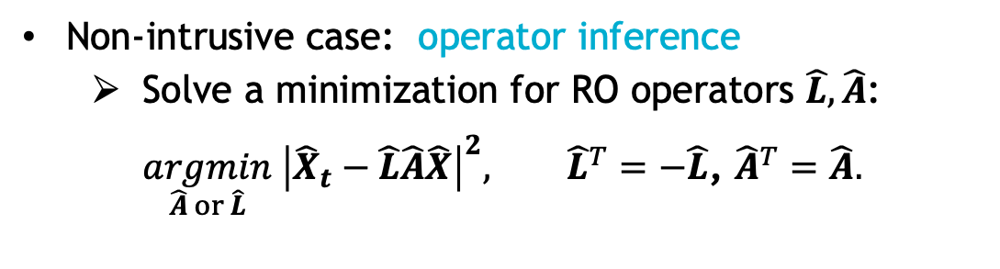 • Non-intrusive case: operator inference
➢ Solve a minimization for RO operators L̂, Â:
argmin |X̂ₜ − L̂ÂX̂|², L̂ᵀ = −L̂, Âᵀ = Â.
 or L̂